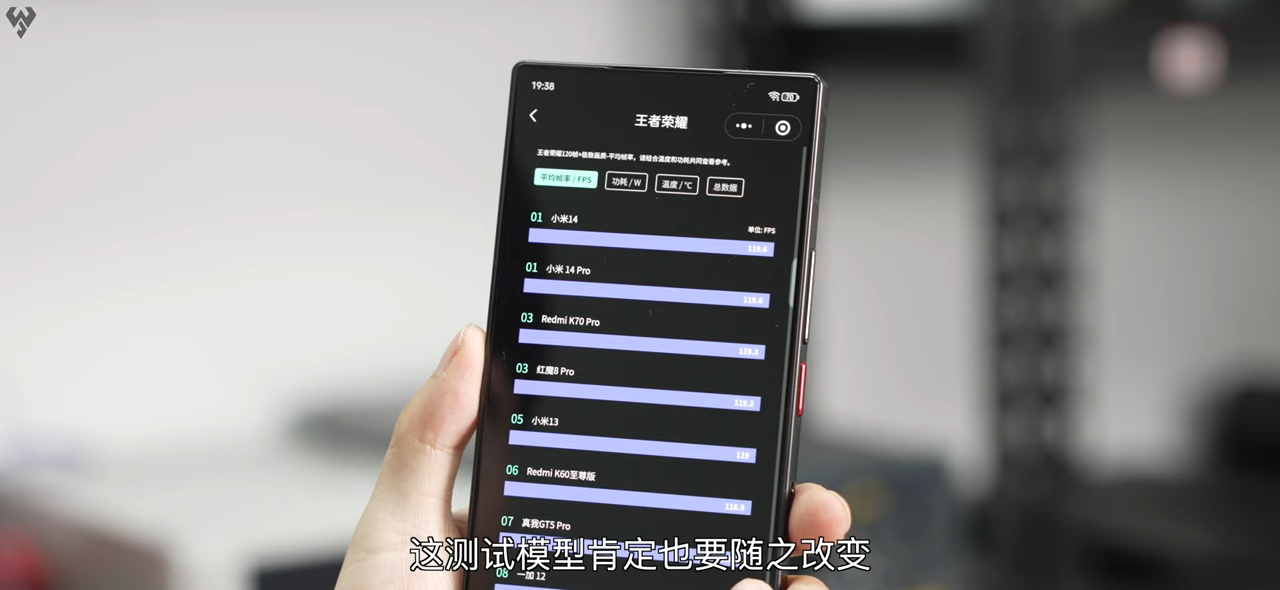 19:38
70
王者荣耀
王者荣耀120帧+极致画质-平均帧率，请结合温度和功耗共同查看参考。
平均帧率 / FPS 功耗 / W 温度 / ℃ 总数据
01 小米14
单位: FPS
119.6
01 小米 14 Pro
119.6
03 Redmi K70 Pro
119.3
03 红魔8 Pro
119.3
05 小米13
119
06 Redmi K60至尊版
118.9
07 真我GT5 Pro
08 一加 12
这测试模型肯定也要随之改变